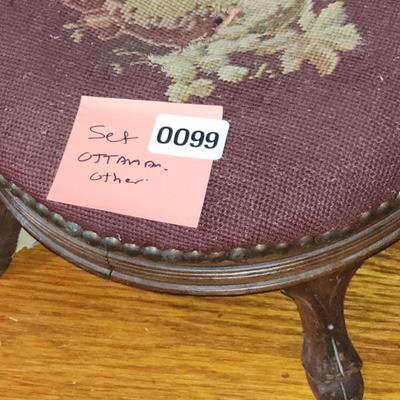 Set
0099
OTTAMAn.
other.